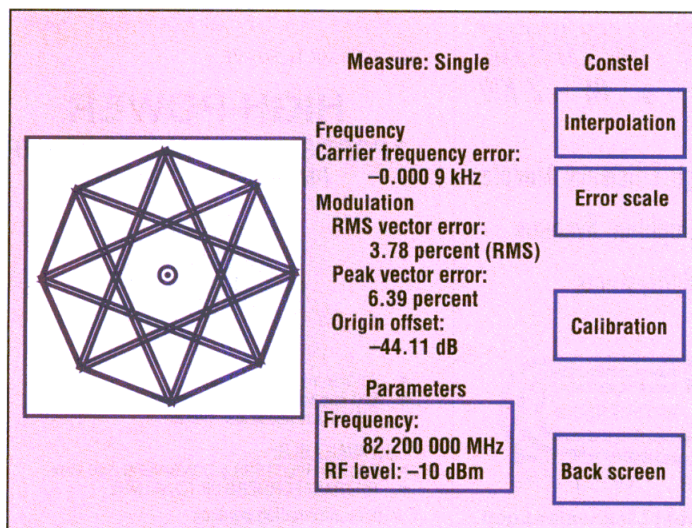 Measure: Single
Constel
Frequency
Carrier frequency error:
–0.000 9 kHz
Modulation
RMS vector error:
3.78 percent (RMS)
Peak vector error:
6.39 percent
Origin offset:
–44.11 dB
Parameters
Frequency:
82.200 000 MHz
RF level: –10 dBm
Interpolation
Error scale
Calibration
Back screen